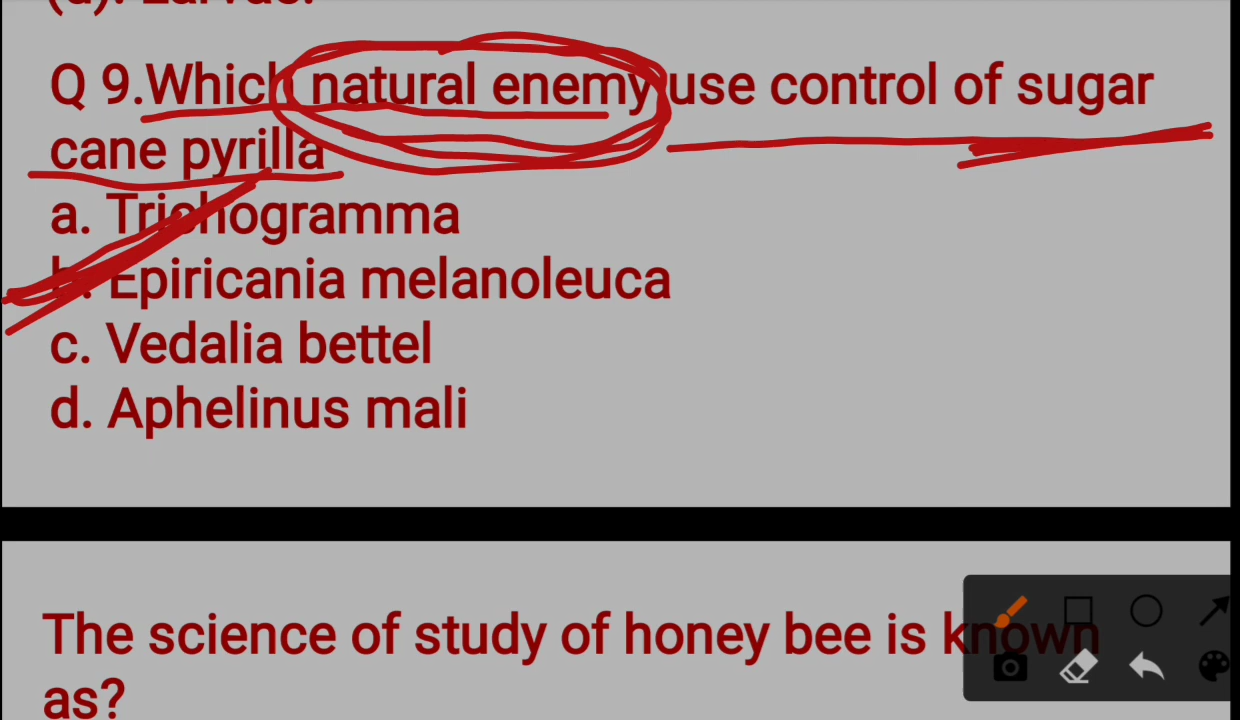 (d). Larvae.
Q 9.Which natural enemy use control of sugar
cane pyrilla
a. Trichogramma
b. Epiricania melanoleuca
c. Vedalia bettel
d. Aphelinus mali
The science of study of honey bee is known
as?